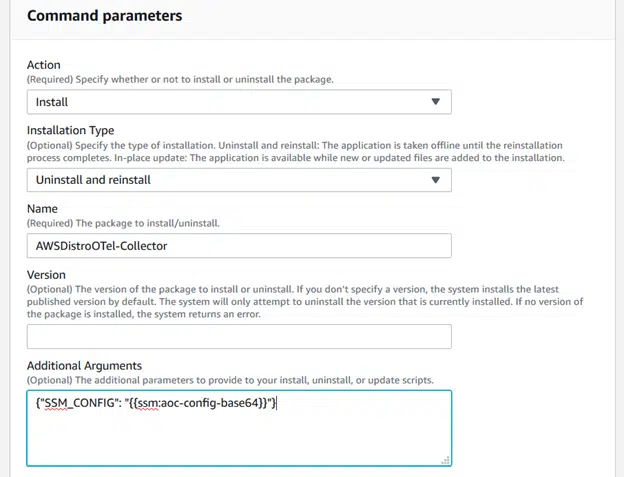 Command parameters
Action
(Required) Specify whether or not to install or uninstall the package.
Install
Installation Type
(Optional) Specify the type of installation. Uninstall and reinstall: The application is taken offline until the reinstallation
process completes. In-place update: The application is available while new or updated files are added to the installation.
Uninstall and reinstall
Name
(Required) The package to install/uninstall.
AWSDistroOTel-Collector
Version
(Optional) The version of the package to install or uninstall. If you don't specify a version, the system installs the latest
published version by default. The system will only attempt to uninstall the version that is currently installed. If no version of
the package is installed, the system returns an error.
Additional Arguments
(Optional) The additional parameters to provide to your install, uninstall, or update scripts.
{"SSM_CONFIG": "{{ssm:aoc-config-base64}}"}